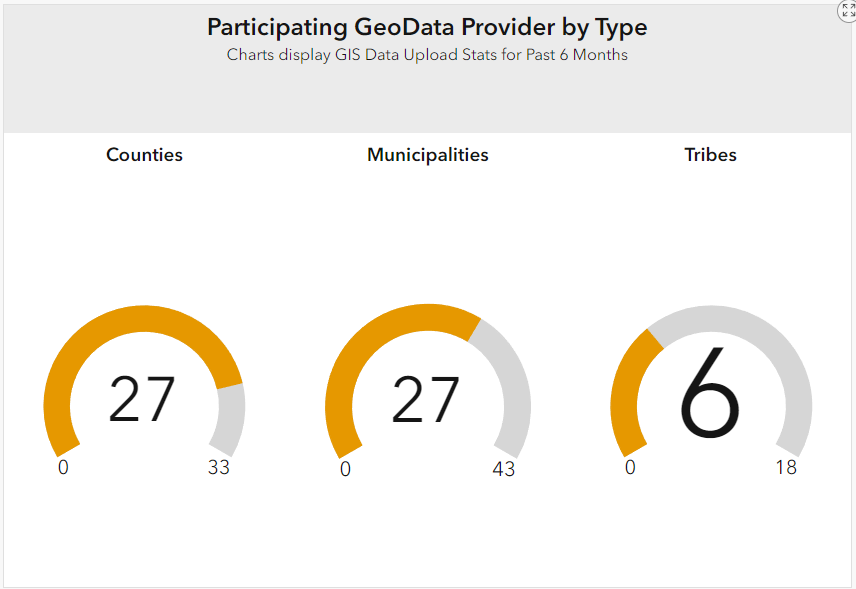 Participating GeoData Provider by Type
Charts display GIS Data Upload Stats for Past 6 Months
Counties
Municipalities
Tribes
27
0
33
27
0
43
6
0
18